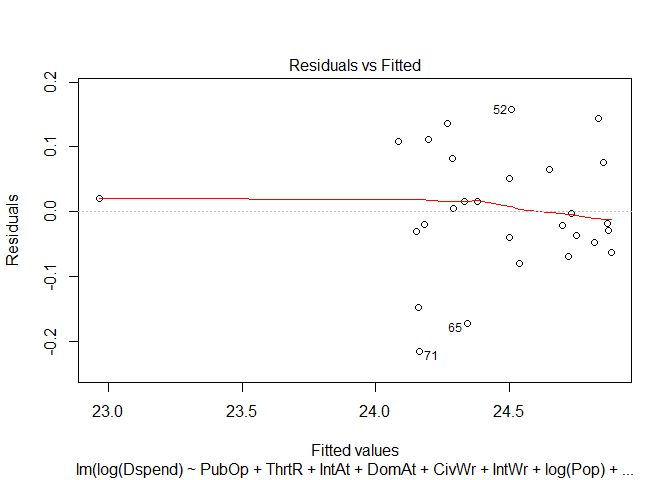 Residuals vs Fitted
0.2
0.1
0.0
-0.1
-0.2
Residuals
52
65
71
23.0 23.5 24.0 24.5
Fitted values
lm(log(Dspend) ~ PubOp + ThrtR + IntAt + DomAt + CivWr + IntWr + log(Pop) + ...